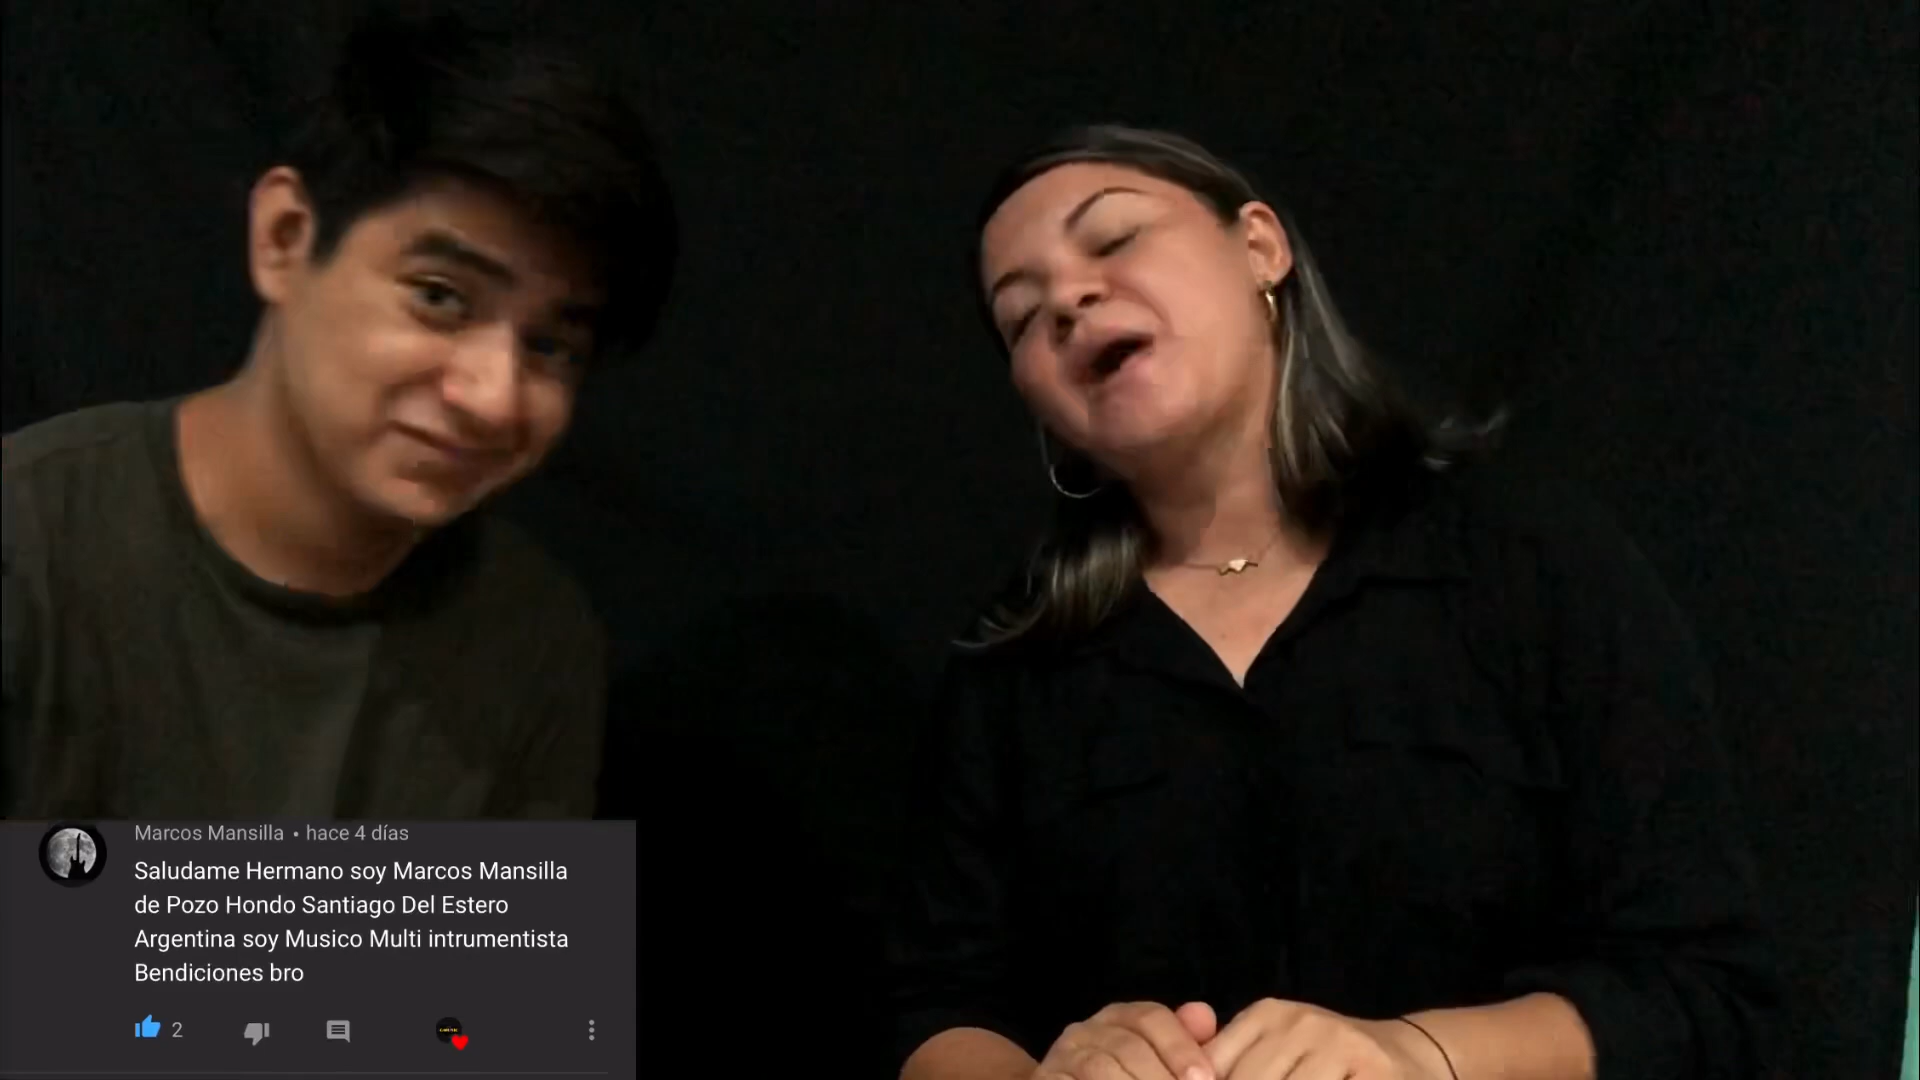 Marcos Mansilla • hace 4 días
Saludame Hermano soy Marcos Mansilla
de Pozo Hondo Santiago Del Estero
Argentina soy Musico Multi intrumentista
Bendiciones bro
2